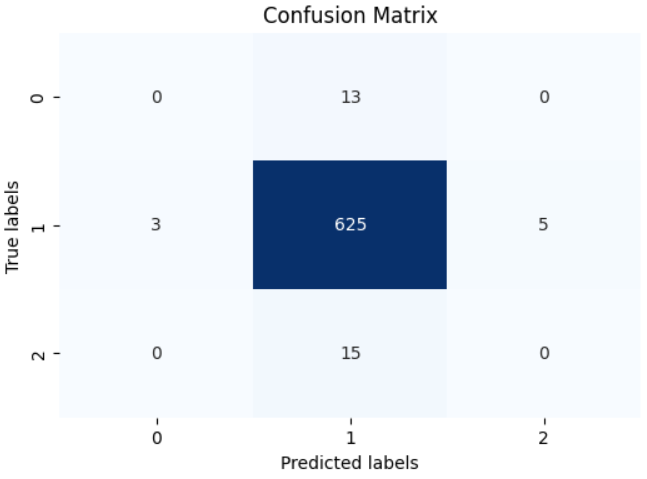 Confusion Matrix
True labels
0
0 13 0
1
3 625 5
2
0 15 0
0 1 2
Predicted labels